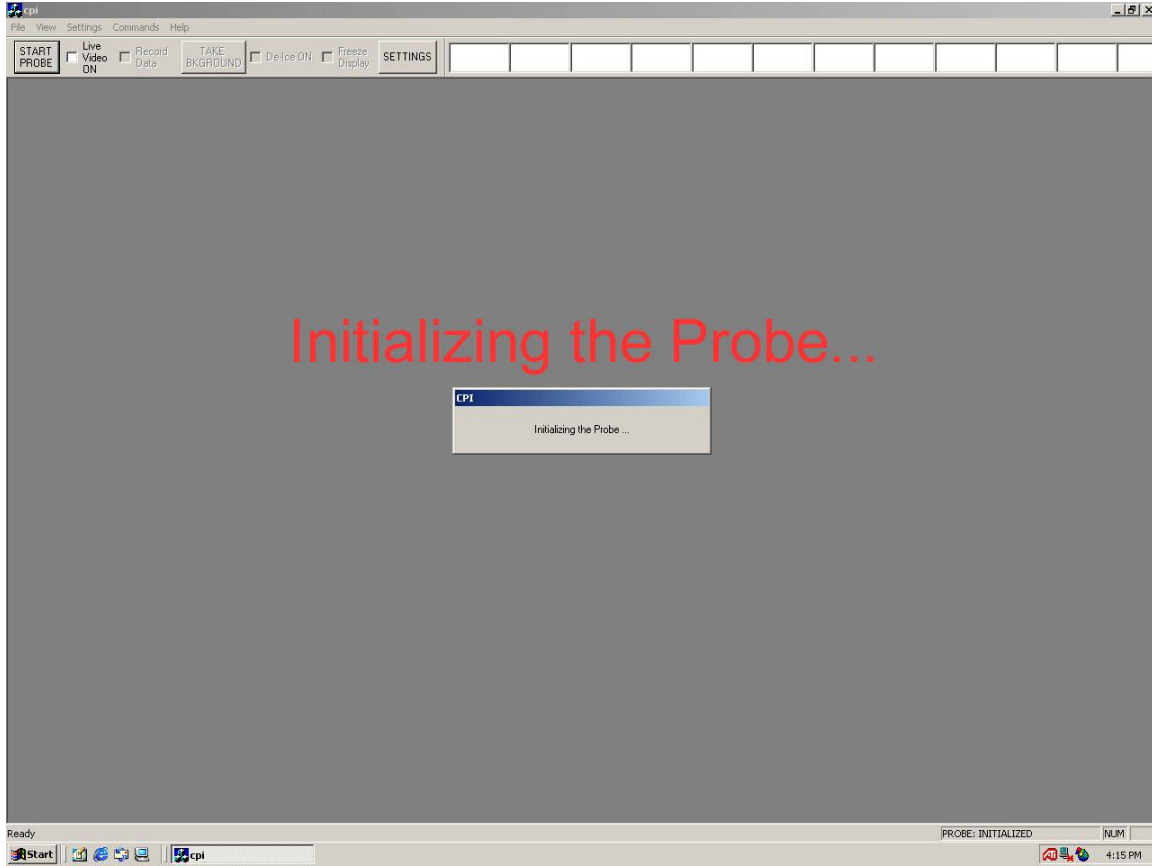 cpi
File View Settings Commands Help
START PROBE
Live Video ON
Record Data
TAKE BKGROUND
De-Ice ON
Freeze Display
SETTINGS
Initializing the Probe...
CPI
Initializing the Probe ...
Ready
PROBE: INITIALIZED
NUM
Start
cpi
4:15 PM